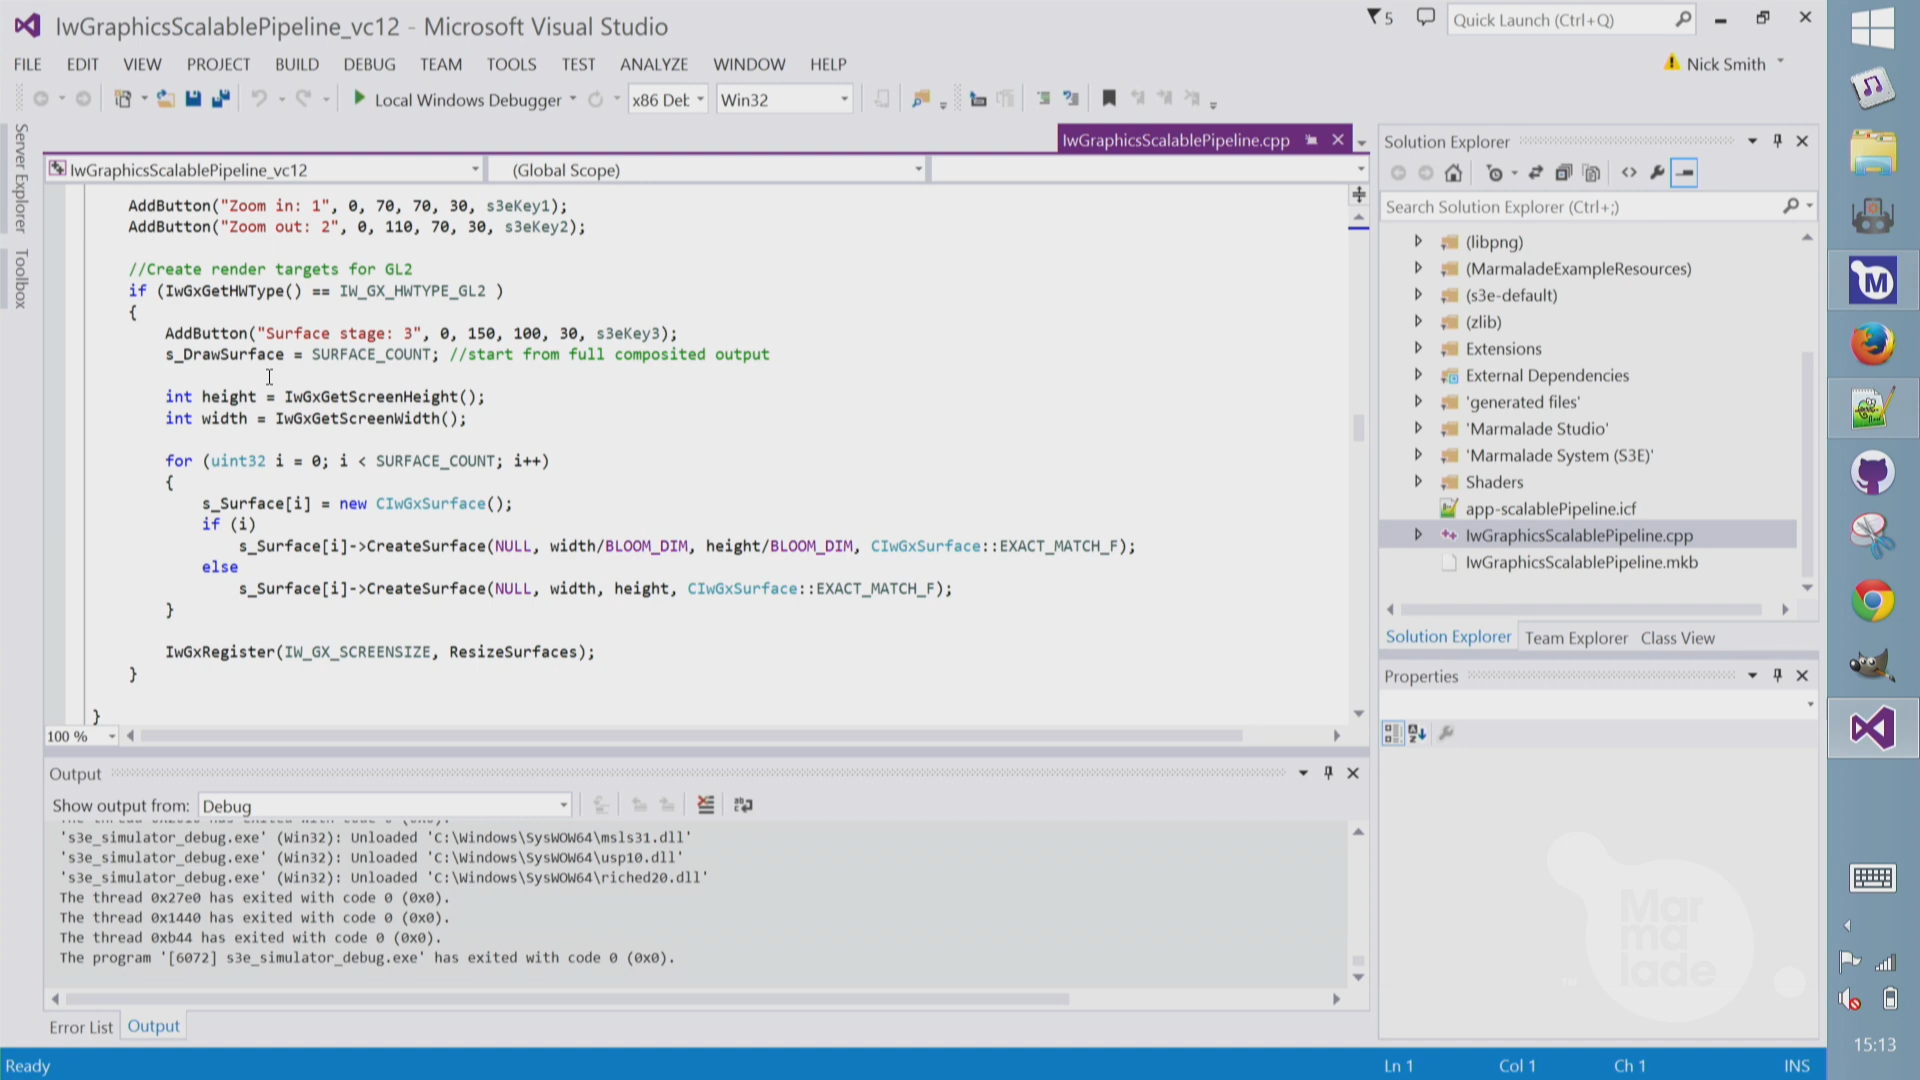 IwGraphicsScalablePipeline_vc12 - Microsoft Visual Studio
5
Quick Launch (Ctrl+Q)
FILE EDIT VIEW PROJECT BUILD DEBUG TEAM TOOLS TEST ANALYZE WINDOW HELP
Nick Smith
Local Windows Debugger
x86 Det
Win32
Server Explorer
Toolbox
IwGraphicsScalablePipeline.cpp
IwGraphicsScalablePipeline_vc12
(Global Scope)
AddButton("Zoom in: 1", 0, 70, 70, 30, s3eKey1);
AddButton("Zoom out: 2", 0, 110, 70, 30, s3eKey2);
//Create render targets for GL2
if (IwGxGetHWType() == IW_GX_HWTYPE_GL2 )
{
AddButton("Surface stage: 3", 0, 150, 100, 30, s3eKey3);
s_DrawSurface = SURFACE_COUNT; //start from full composited output
int height = IwGxGetScreenHeight();
int width = IwGxGetScreenWidth();
for (uint32 i = 0; i < SURFACE_COUNT; i++)
{
s_Surface[i] = new CIwGxSurface();
if (i)
s_Surface[i]->CreateSurface(NULL, width/BLOOM_DIM, height/BLOOM_DIM, CIwGxSurface::EXACT_MATCH_F);
else
s_Surface[i]->CreateSurface(NULL, width, height, CIwGxSurface::EXACT_MATCH_F);
}
IwGxRegister(IW_GX_SCREENSIZE, ResizeSurfaces);
}
}
100 %
Output
Show output from: Debug
's3e_simulator_debug.exe' (Win32): Unloaded 'C:\Windows\SysWOW64\msls31.dll'
's3e_simulator_debug.exe' (Win32): Unloaded 'C:\Windows\SysWOW64\usp10.dll'
's3e_simulator_debug.exe' (Win32): Unloaded 'C:\Windows\SysWOW64\riched20.dll'
The thread 0x27e0 has exited with code 0 (0x0).
The thread 0x1440 has exited with code 0 (0x0).
The thread 0xb44 has exited with code 0 (0x0).
The program '[6072] s3e_simulator_debug.exe' has exited with code 0 (0x0).
Error List Output
Solution Explorer
Search Solution Explorer (Ctrl+;)
(libpng)
(MarmaladeExampleResources)
(s3e-default)
(zlib)
Extensions
External Dependencies
'generated files'
'Marmalade Studio'
'Marmalade System (S3E)'
Shaders
app-scalablePipeline.icf
IwGraphicsScalablePipeline.cpp
IwGraphicsScalablePipeline.mkb
Solution Explorer Team Explorer Class View
Properties
Mar
ma
lade
15:13
Ready
Ln 1 Col 1 Ch 1 INS